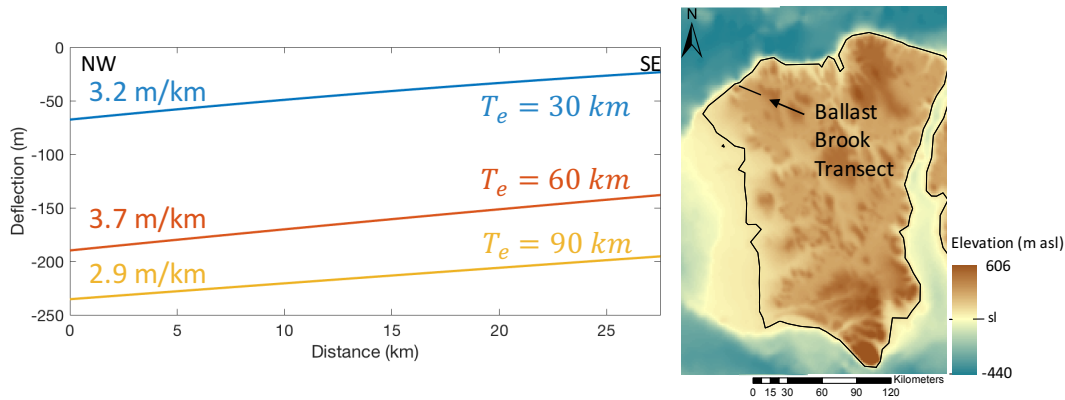 0
-50
-100
-150
-200
-250
Deflection (m)
NW
SE
3.2 m/km
T_e = 30 km
3.7 m/km
T_e = 60 km
2.9 m/km
T_e = 90 km
0 5 10 15 20 25
Distance (km)
N
Ballast
Brook
Transect
Elevation (m asl)
606
sl
-440
Kilometers
0 15 30 60 90 120